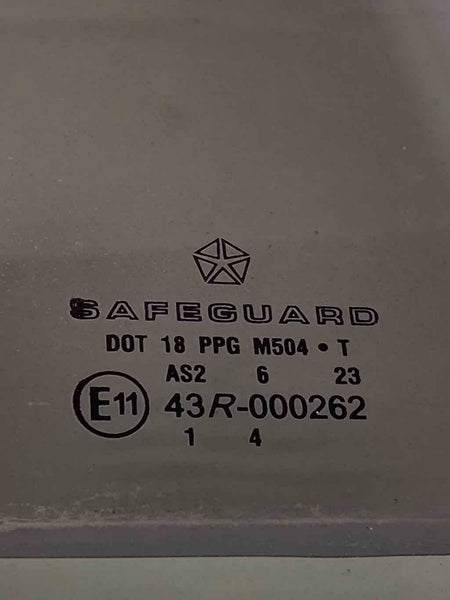 SAFEGUARD
DOT 18 PPG M504 • T
AS2 6 23
E11 43R-000262
1 4